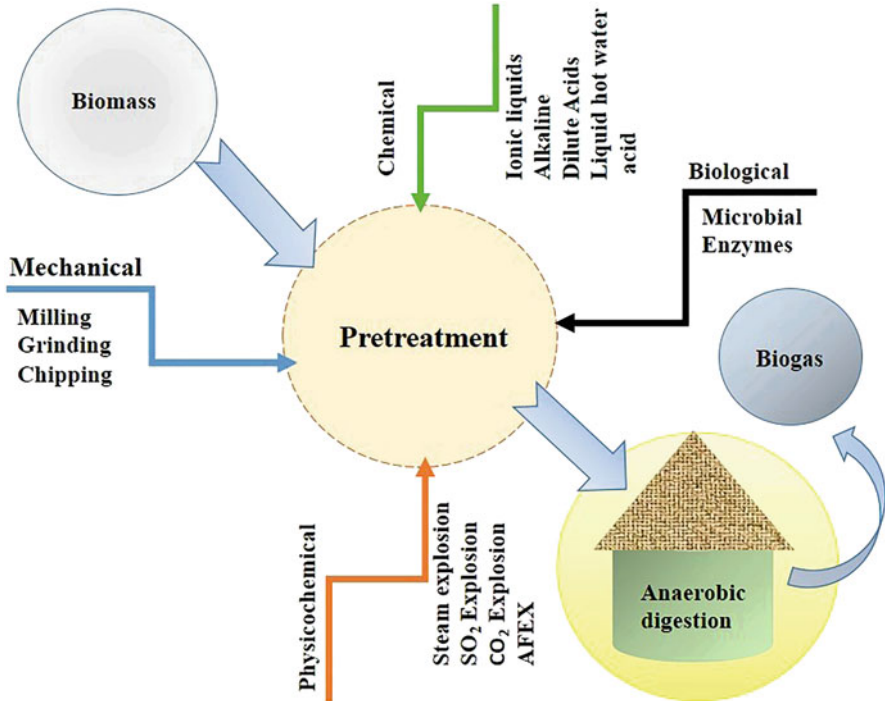 Biomass
Chemical
Ionic liquids
Alkaline
Dilute Acids
Liquid hot water
acid
Biological
Microbial
Enzymes
Mechanical
Milling
Grinding
Chipping
Pretreatment
Biogas
Physicochemical
Steam explosion
SO₂ Explosion
CO₂ Explosion
AFEX
Anaerobic
digestion